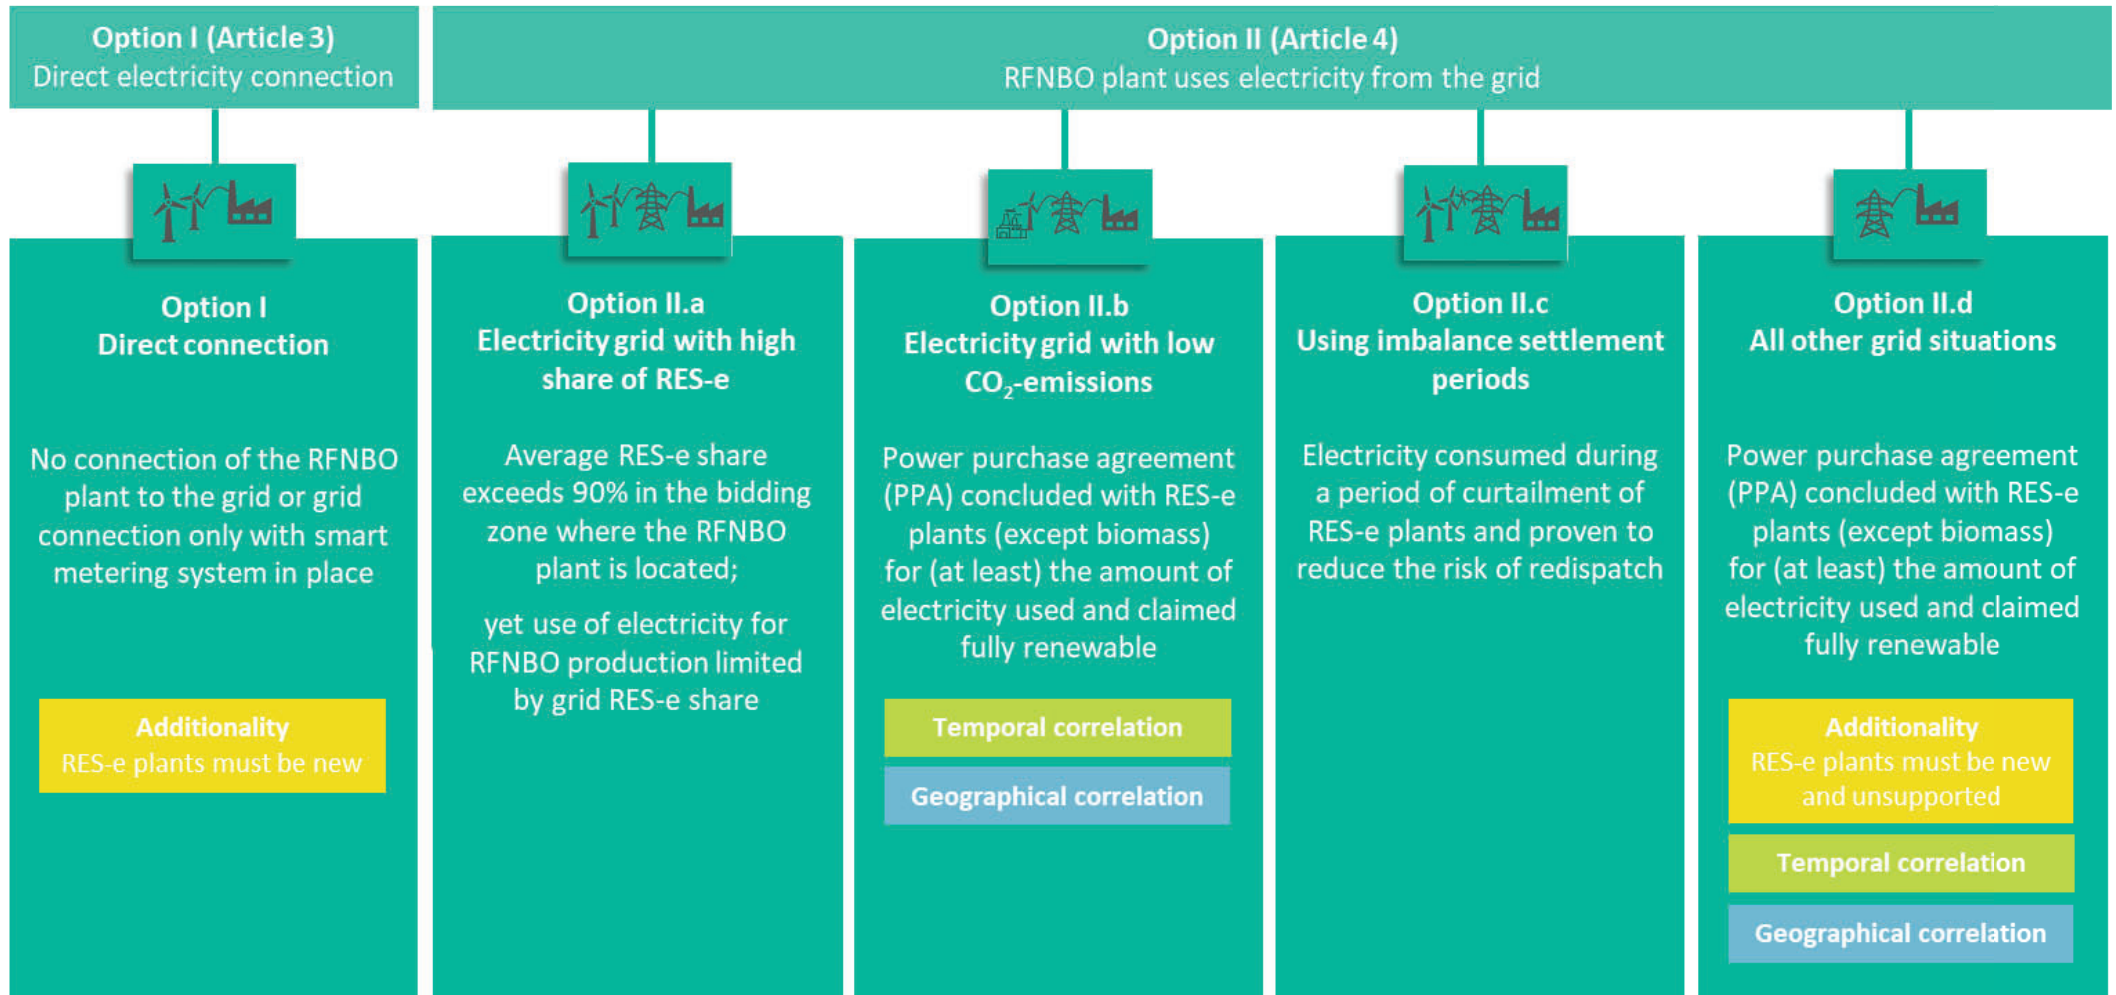 Option I (Article 3)
Direct electricity connection
Option II (Article 4)
RFNBO plant uses electricity from the grid
Option I
Direct connection
No connection of the RFNBO
plant to the grid or grid
connection only with smart
metering system in place
Additionality
RES-e plants must be new
Option II.a
Electricity grid with high
share of RES-e
Average RES-e share
exceeds 90% in the bidding
zone where the RFNBO
plant is located;
yet use of electricity for
RFNBO production limited
by grid RES-e share
Option II.b
Electricity grid with low
CO₂-emissions
Power purchase agreement
(PPA) concluded with RES-e
plants (except biomass)
for (at least) the amount of
electricity used and claimed
fully renewable
Temporal correlation
Geographical correlation
Option II.c
Using imbalance settlement
periods
Electricity consumed during
a period of curtailment of
RES-e plants and proven to
reduce the risk of redispatch
Option II.d
All other grid situations
Power purchase agreement
(PPA) concluded with RES-e
plants (except biomass)
for (at least) the amount of
electricity used and claimed
fully renewable
Additionality
RES-e plants must be new
and unsupported
Temporal correlation
Geographical correlation